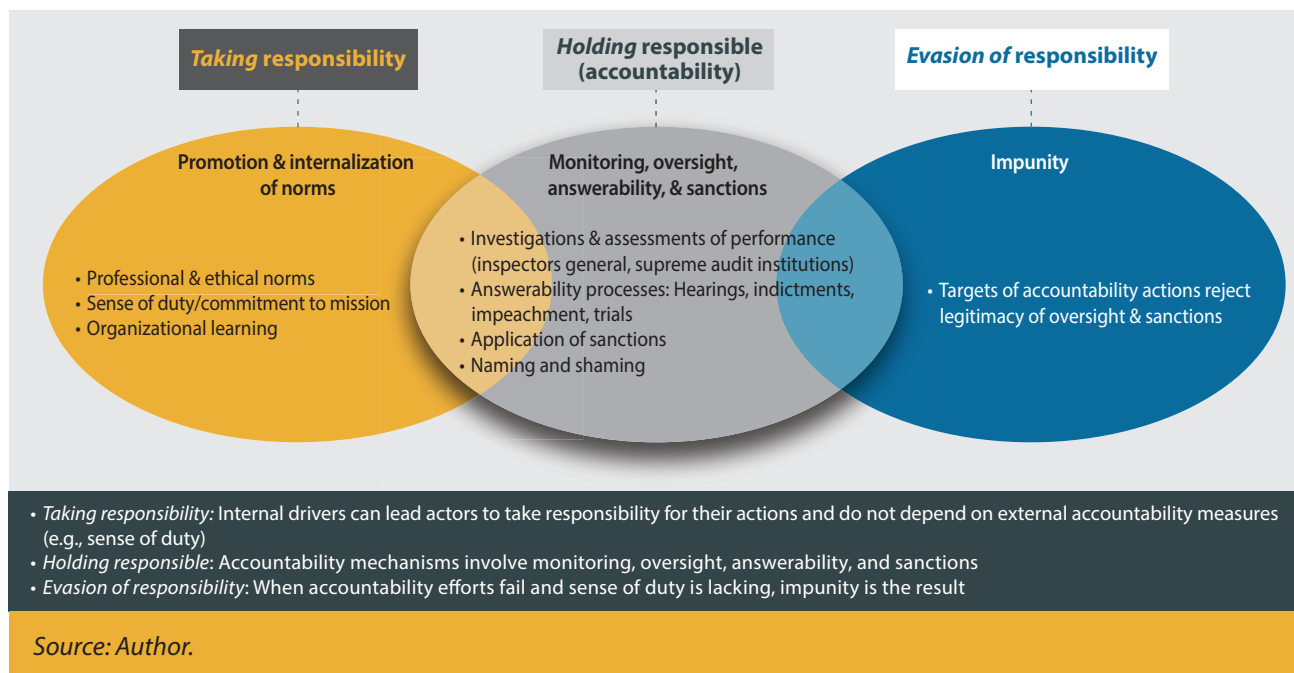 Taking responsibility
Holding responsible
(accountability)
Evasion of responsibility
Promotion & internalization
of norms
• Professional & ethical norms
• Sense of duty/commitment to mission
• Organizational learning
Monitoring, oversight,
answerability, & sanctions
• Investigations & assessments of performance
(inspectors general, supreme audit institutions)
• Answerability processes: Hearings, indictments,
impeachment, trials
• Application of sanctions
• Naming and shaming
Impunity
• Targets of accountability actions reject
legitimacy of oversight & sanctions
• Taking responsibility: Internal drivers can lead actors to take responsibility for their actions and do not depend on external accountability measures
(e.g., sense of duty)
• Holding responsible: Accountability mechanisms involve monitoring, oversight, answerability, and sanctions
• Evasion of responsibility: When accountability efforts fail and sense of duty is lacking, impunity is the result
Source: Author.